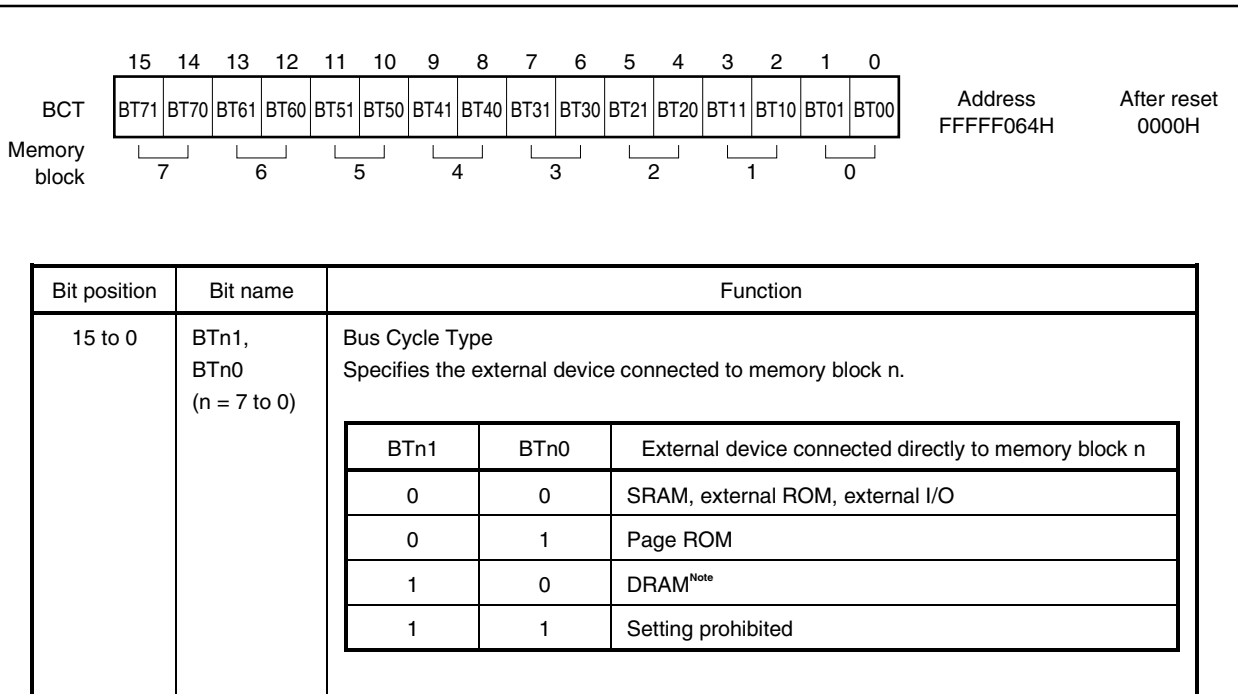 15 14 13 12 11 10 9 8 7 6 5 4 3 2 1 0
BCT BT71 BT70 BT61 BT60 BT51 BT50 BT41 BT40 BT31 BT30 BT21 BT20 BT11 BT10 BT01 BT00 Address After reset
FFFFF064H 0000H
Memory block 7 6 5 4 3 2 1 0
Bit position Bit name Function
15 to 0 BTn1, Bus Cycle Type
BTn0 Specifies the external device connected to memory block n.
(n = 7 to 0)
BTn1 BTn0 External device connected directly to memory block n
0 0 SRAM, external ROM, external I/O
0 1 Page ROM
1 0 DRAMNote
1 1 Setting prohibited